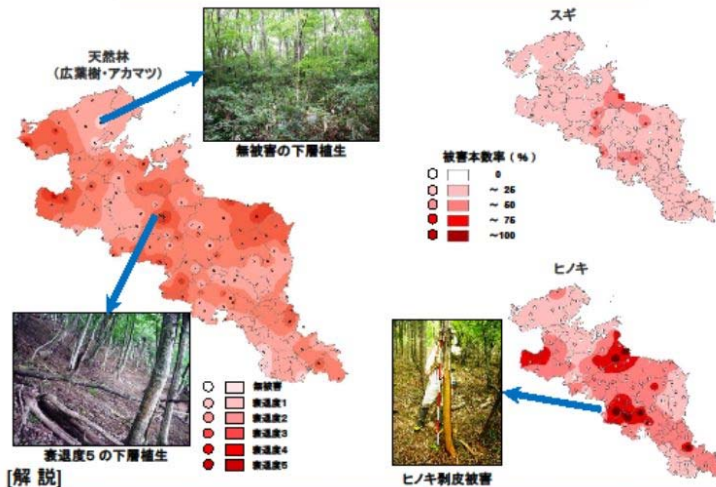 天然林
(広葉樹・アカマツ)
無被害の下層植生
スギ
被害本数率(%)
0
~ 25
~ 50
~ 75
~100
ヒノキ
無被害
衰退度1
衰退度2
衰退度3
衰退度4
衰退度5
衰退度5の下層植生
ヒノキ剥皮被害
[解 説]